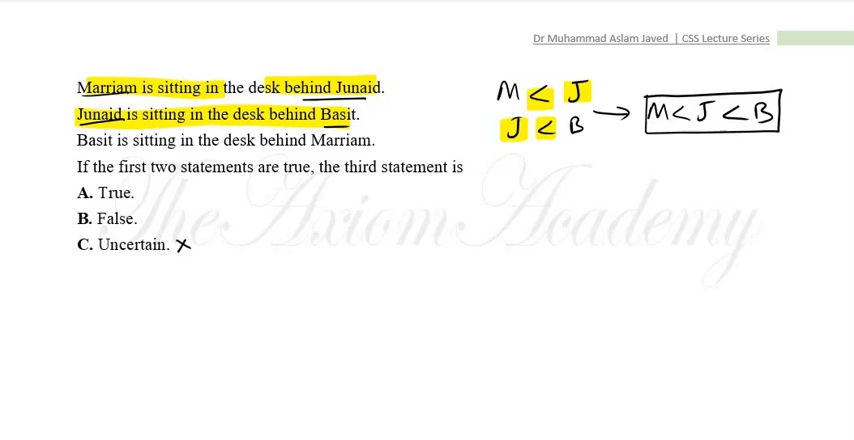 Dr Muhammad Aslam Javed | CSS Lecture Series
Marriam is sitting in the desk behind Junaid.
Junaid is sitting in the desk behind Basit.
Basit is sitting in the desk behind Marriam.
If the first two statements are true, the third statement is
A. True.
B. False.
C. Uncertain. ×
M < J
J < B → M < J < B
The Axiom Academy